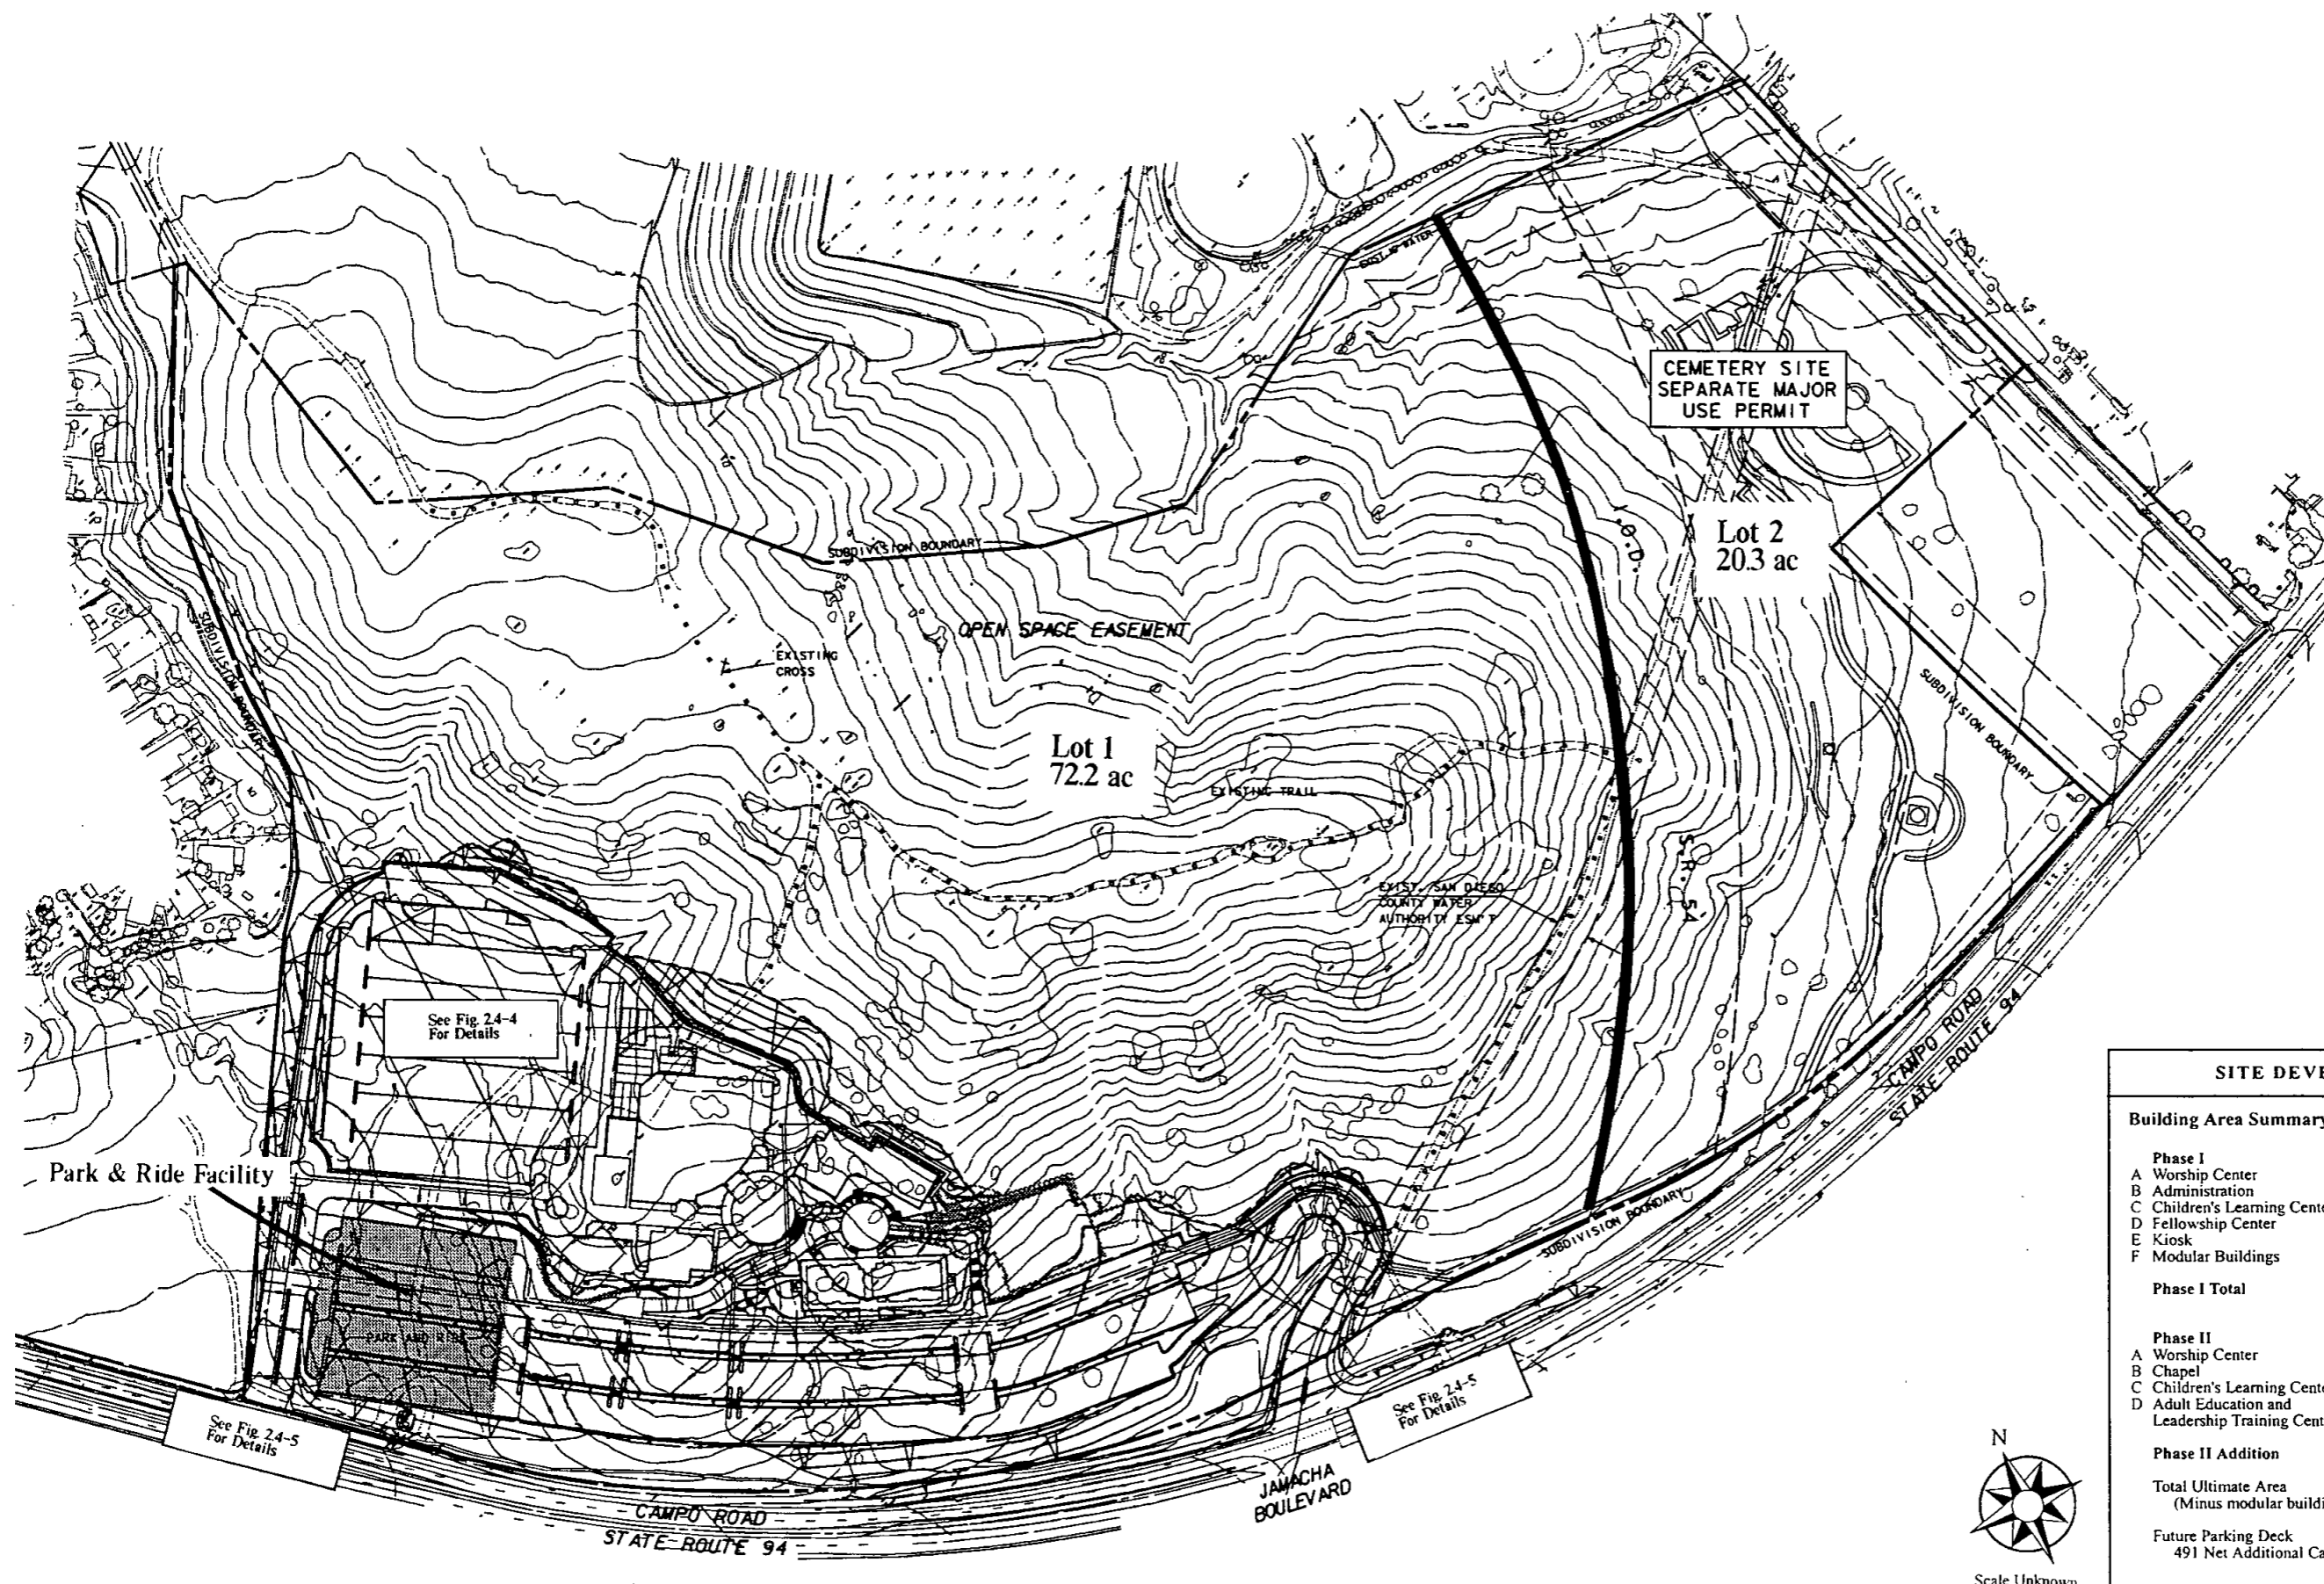 EXIST. WATER
CEMETERY SITE
SEPARATE MAJOR
USE PERMIT
I.O.D.
Lot 2
20.3 ac
SUBDIVISION BOUNDARY
OPEN SPACE EASEMENT
SUBDIVISION BOUNDARY
EXISTING
CROSS
SUBDIVISION BOUNDARY
Lot 1
72.2 ac
EXISTING TRAIL
S.R. 54
EXIST. SAN DIEGO
COUNTY WATER
AUTHORITY ESM'T
See Fig. 2.4-4
For Details
CAMPO ROAD
STATE ROUTE 94
Park & Ride Facility
SUBDIVISION BOUNDARY
PARK AND RIDE
See Fig. 2.4-5
For Details
See Fig. 2.4-5
For Details
JAMACHA
BOULEVARD
CAMPO ROAD
STATE ROUTE 94
N
Scale Unknown
SITE DEVE
Building Area Summary
Phase I
A Worship Center
B Administration
C Children's Learning Cente
D Fellowship Center
E Kiosk
F Modular Buildings
Phase I Total
Phase II
A Worship Center
B Chapel
C Children's Learning Cent
D Adult Education and
Leadership Training Cent
Phase II Addition
Total Ultimate Area
(Minus modular buildi
Future Parking Deck
491 Net Additional Ca